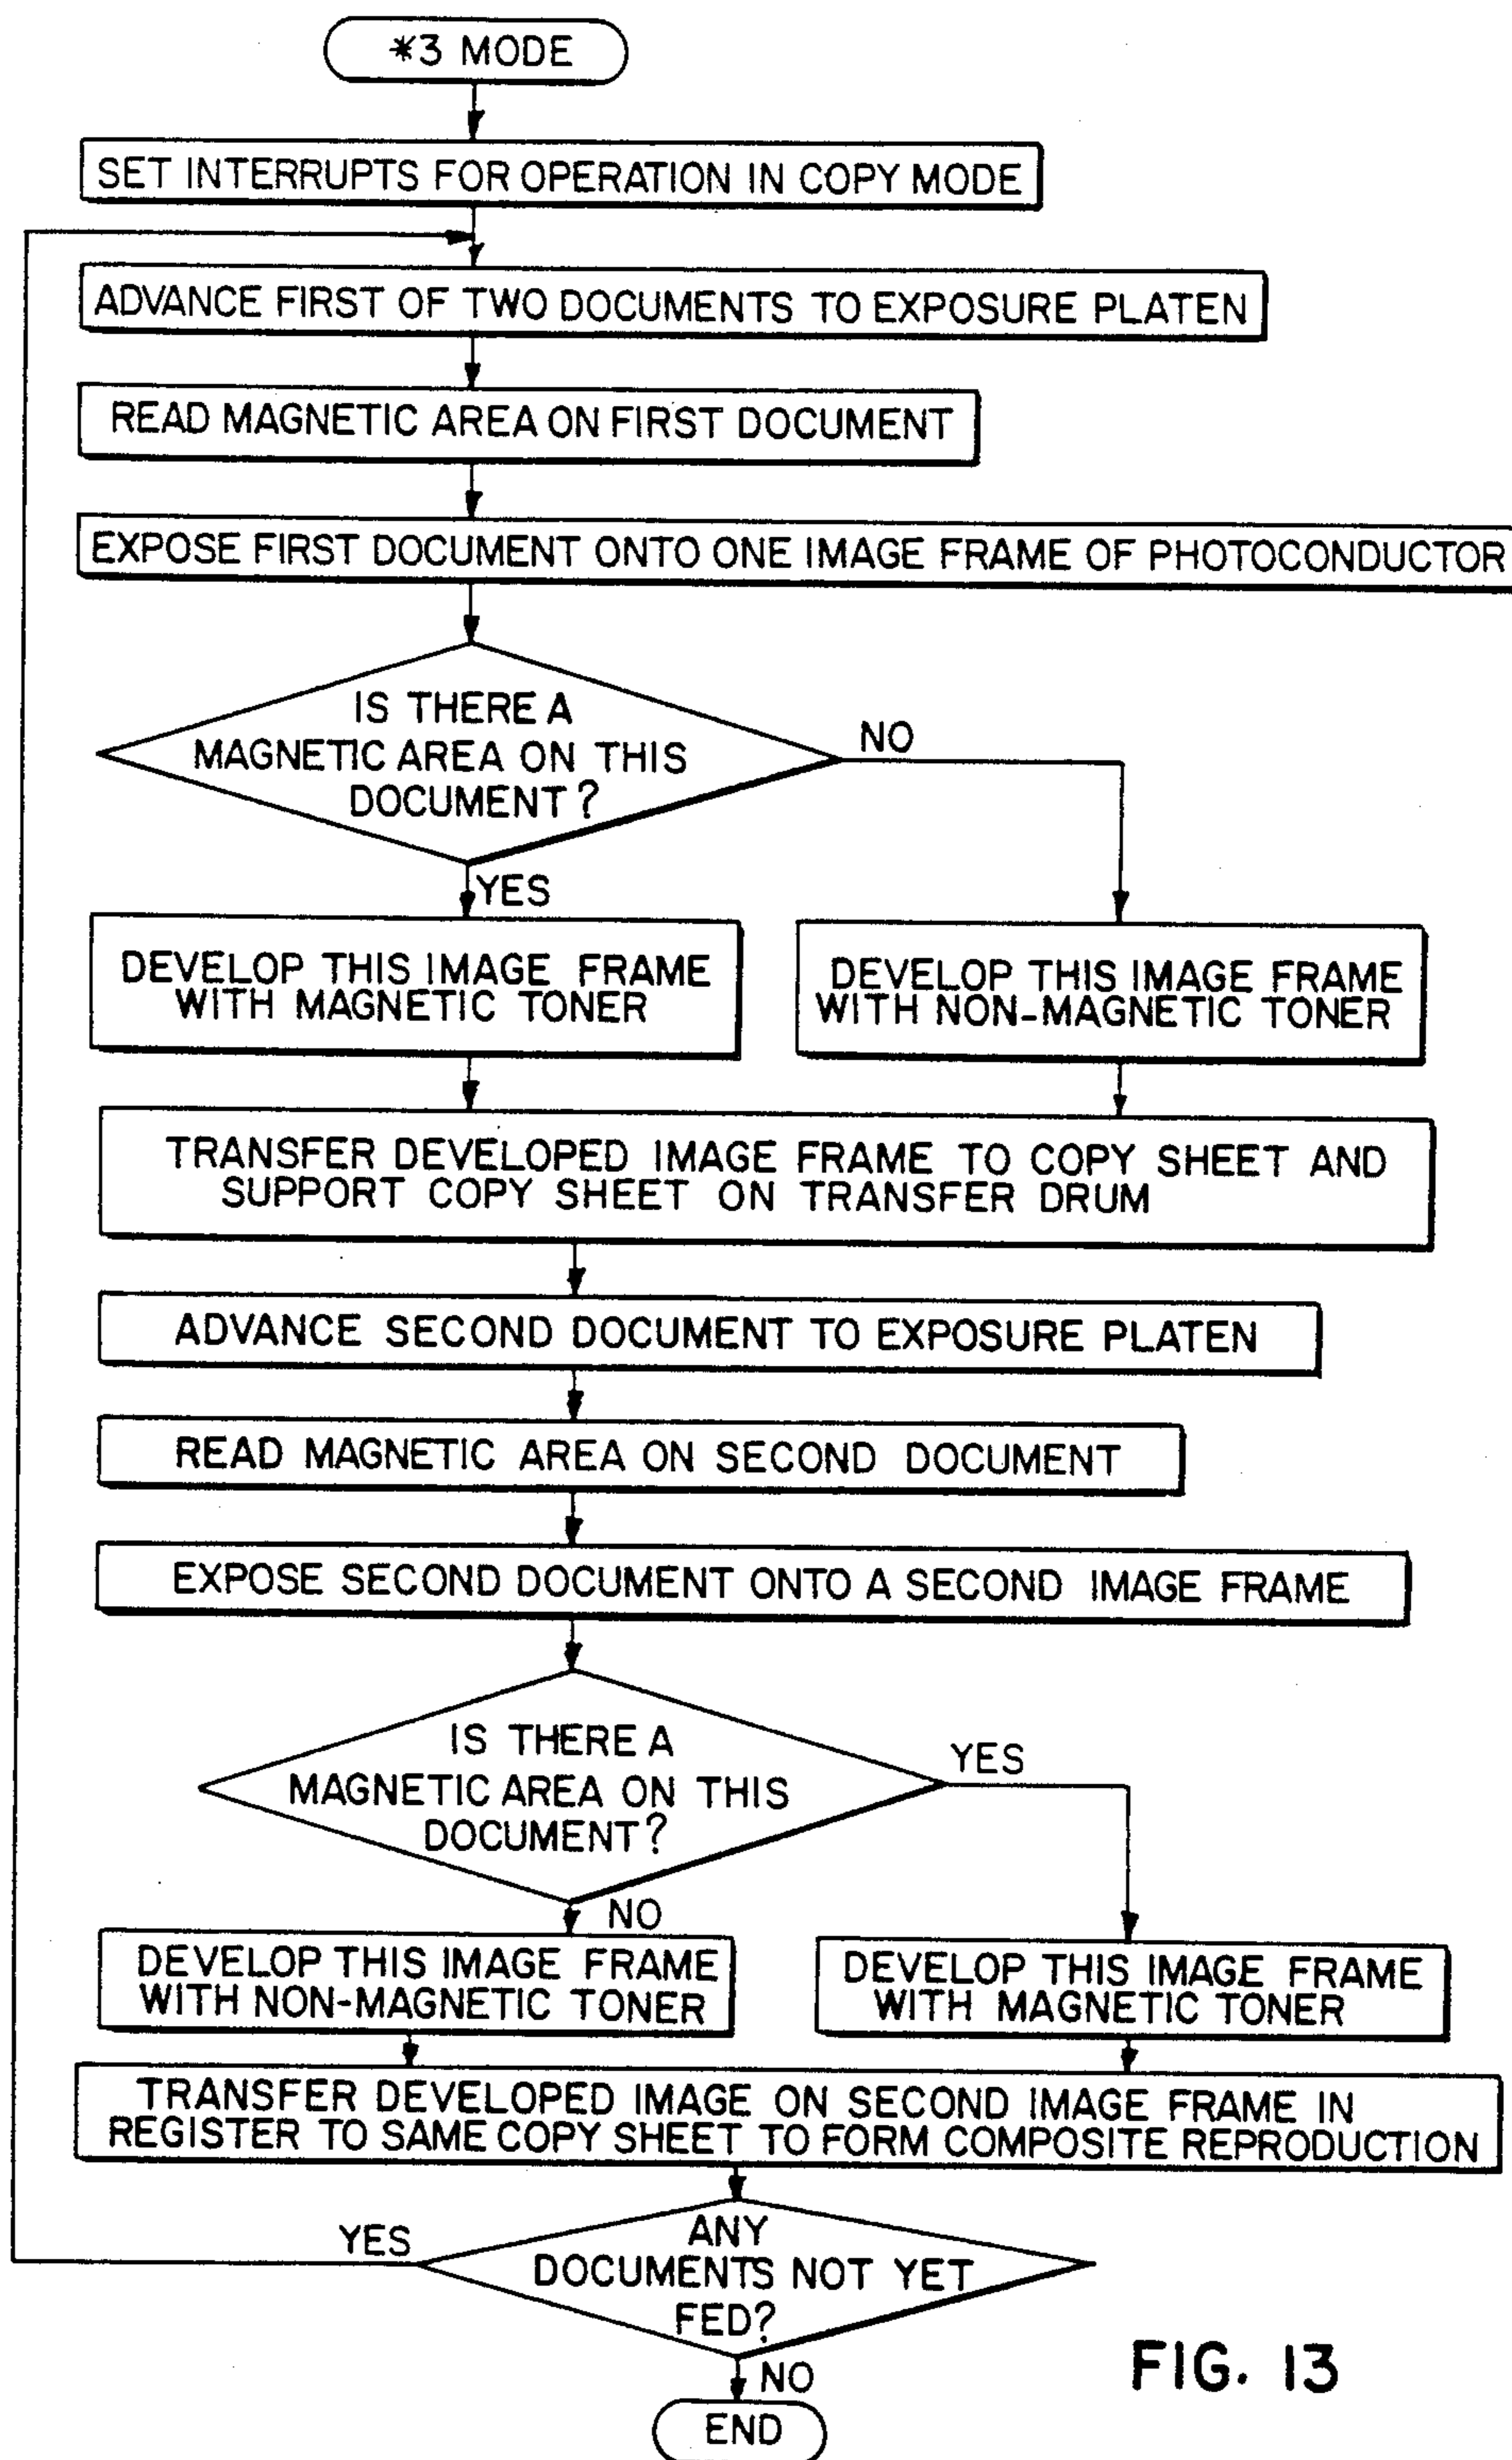 *3 MODE
SET INTERRUPTS FOR OPERATION IN COPY MODE
ADVANCE FIRST OF TWO DOCUMENTS TO EXPOSURE PLATEN
READ MAGNETIC AREA ON FIRST DOCUMENT
EXPOSE FIRST DOCUMENT ONTO ONE IMAGE FRAME OF PHOTOCONDUCTOR
IS THERE A
MAGNETIC AREA ON THIS
DOCUMENT?
NO
YES
DEVELOP THIS IMAGE FRAME
WITH MAGNETIC TONER
DEVELOP THIS IMAGE FRAME
WITH NON-MAGNETIC TONER
TRANSFER DEVELOPED IMAGE FRAME TO COPY SHEET AND
SUPPORT COPY SHEET ON TRANSFER DRUM
ADVANCE SECOND DOCUMENT TO EXPOSURE PLATEN
READ MAGNETIC AREA ON SECOND DOCUMENT
EXPOSE SECOND DOCUMENT ONTO A SECOND IMAGE FRAME
IS THERE A
MAGNETIC AREA ON THIS
DOCUMENT?
YES
NO
DEVELOP THIS IMAGE FRAME
WITH NON-MAGNETIC TONER
DEVELOP THIS IMAGE FRAME
WITH MAGNETIC TONER
TRANSFER DEVELOPED IMAGE ON SECOND IMAGE FRAME IN
REGISTER TO SAME COPY SHEET TO FORM COMPOSITE REPRODUCTION
YES
ANY
DOCUMENTS NOT YET
FED?
NO
END
FIG. 13